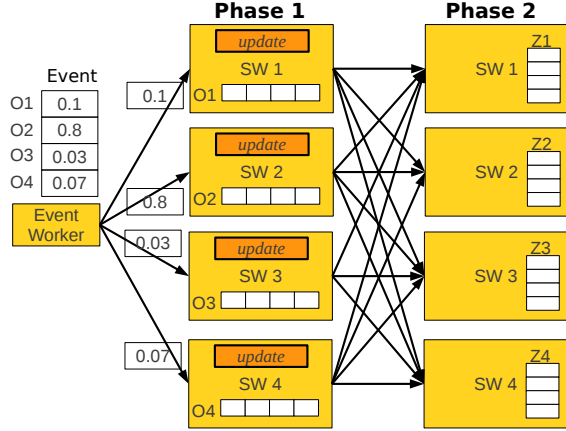 Phase 1
Phase 2
Event
O1 0.1
O2 0.8
O3 0.03
O4 0.07
Event
Worker
0.1
0.8
0.03
0.07
update
SW 1
O1
update
SW 2
O2
update
SW 3
O3
update
SW 4
O4
Z1
SW 1
Z2
SW 2
Z3
SW 3
Z4
SW 4